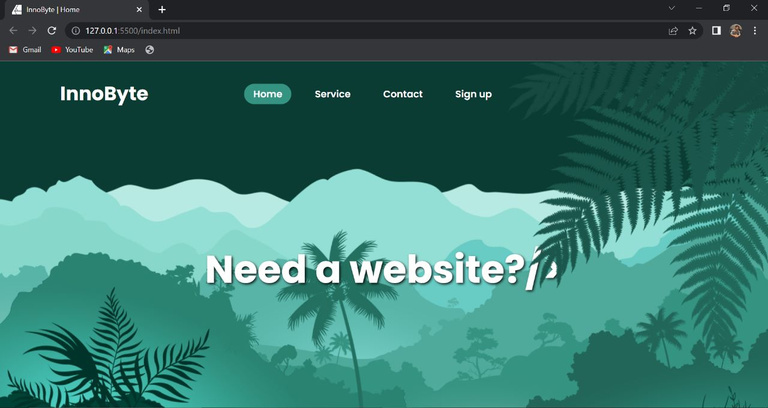 InnoByte | Home
127.0.0.1:5500/index.html
Gmail YouTube Maps
InnoByte Home Service Contact Sign up
Need a website?